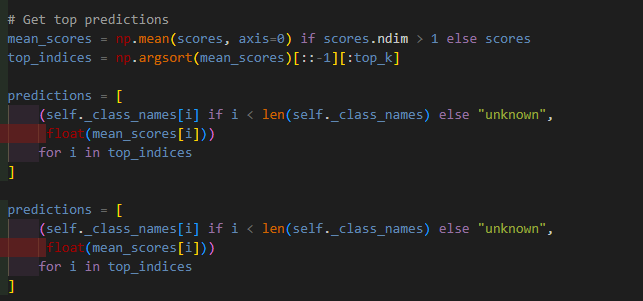 # Get top predictions
mean_scores = np.mean(scores, axis=0) if scores.ndim > 1 else scores
top_indices = np.argsort(mean_scores)[::-1][:top_k]
predictions = [
(self._class_names[i] if i < len(self._class_names) else "unknown",
float(mean_scores[i]))
for i in top_indices
]
predictions = [
(self._class_names[i] if i < len(self._class_names) else "unknown",
float(mean_scores[i]))
for i in top_indices
]